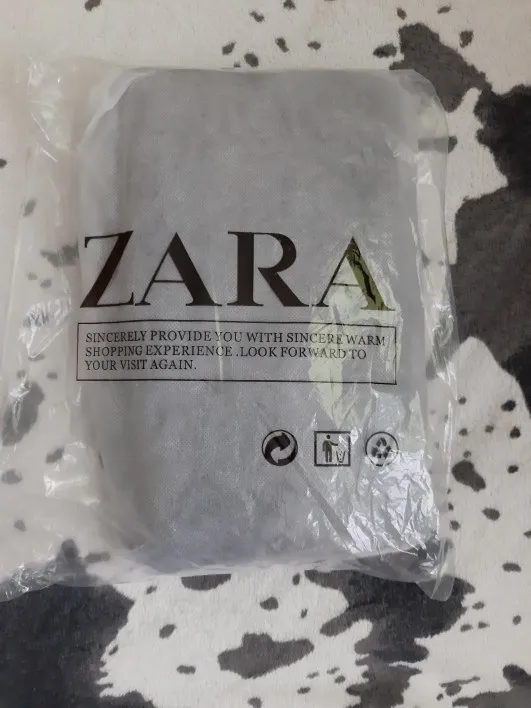 ZARA
SINCERELY PROVIDE YOU WITH SINCERE WARM
SHOPPING EXPERIENCE .LOOK FORWARD TO
YOUR VISIT AGAIN.